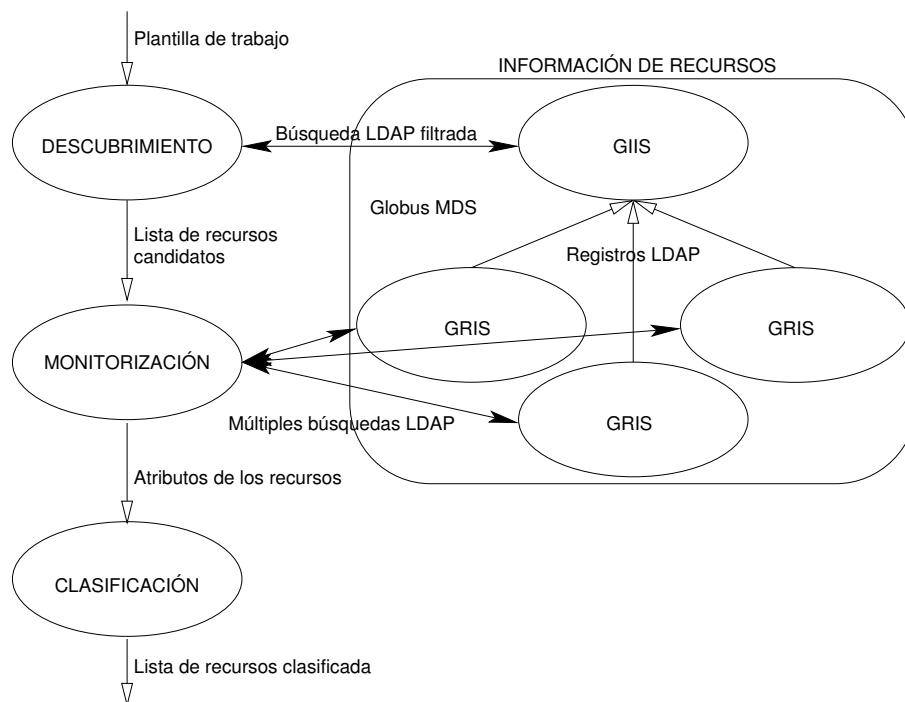 Plantilla de trabajo
INFORMACIÓN DE RECURSOS
DESCUBRIMIENTO
Búsqueda LDAP filtrada
GIIS
Globus MDS
Lista de recursos
candidatos
Registros LDAP
GRIS
GRIS
MONITORIZACIÓN
GRIS
Múltiples búsquedas LDAP
Atributos de los recursos
CLASIFICACIÓN
Lista de recursos clasificada